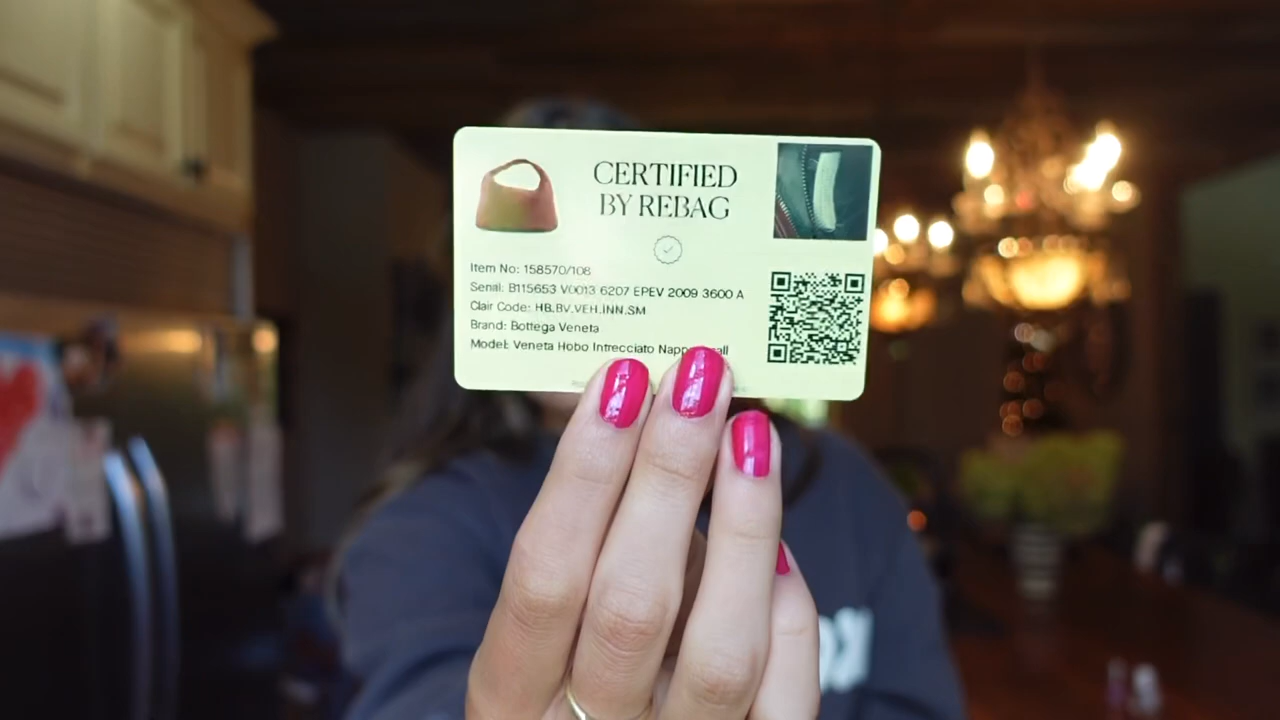 CERTIFIED
BY REBAG
Item No: 158570/108
Serial: B115653 V0013 6207 EPEV 2009 3600 A
Clair Code: HB.BV.VEH.INN.SM
Brand: Bottega Veneta
Model: Veneta Hobo Intrecciato